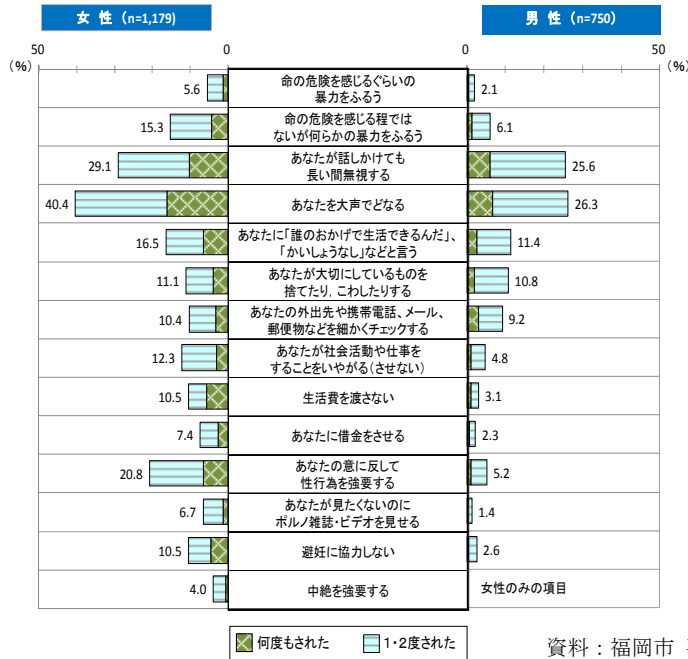 女 性 (n=1,179)
男 性 (n=750)
50
0
0
50
(%)
(%)
5.6
命の危険を感じるぐらいの
暴力をふるう
2.1
15.3
命の危険を感じる程では
ないが何らかの暴力をふるう
6.1
29.1
あなたが話しかけても
長い間無視する
25.6
40.4
あなたを大声でどなる
26.3
16.5
あなたに「誰のおかげで生活できるんだ」、
「かいしょうなし」などと言う
11.4
11.1
あなたが大切にしているものを
捨てたり, こわしたりする
10.8
10.4
あなたの外出先や携帯電話、メール、
郵便物などを細かくチェックする
9.2
12.3
あなたが社会活動や仕事を
することをいやがる(させない)
4.8
10.5
生活費を渡さない
3.1
7.4
あなたに借金をさせる
2.3
20.8
あなたの意に反して
性行為を強要する
5.2
6.7
あなたが見たくないのに
ポルノ雑誌・ビデオを見せる
1.4
10.5
避妊に協力しない
2.6
4.0
中絶を強要する
女性のみの項目
何度もされた
1・2度された
資料：福岡市